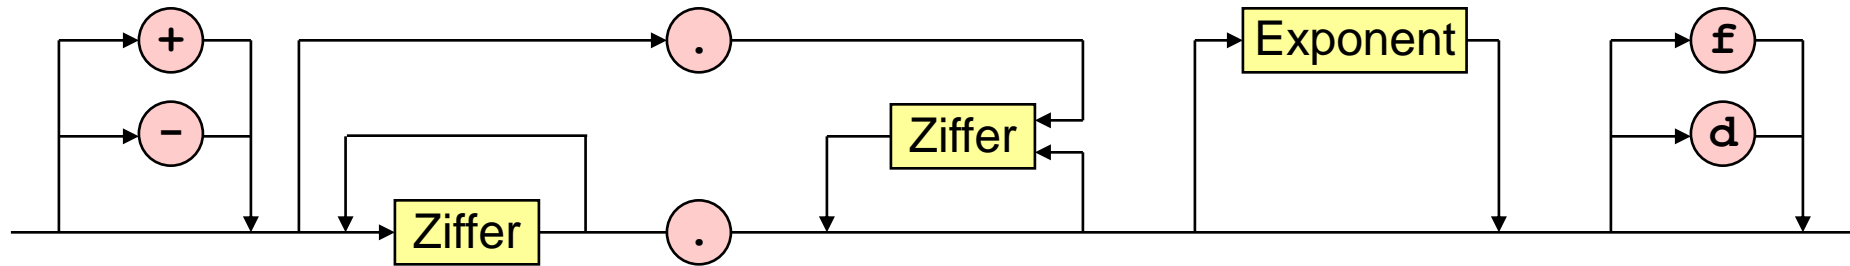 +
.
Exponent
f
-
Ziffer
d
Ziffer
.